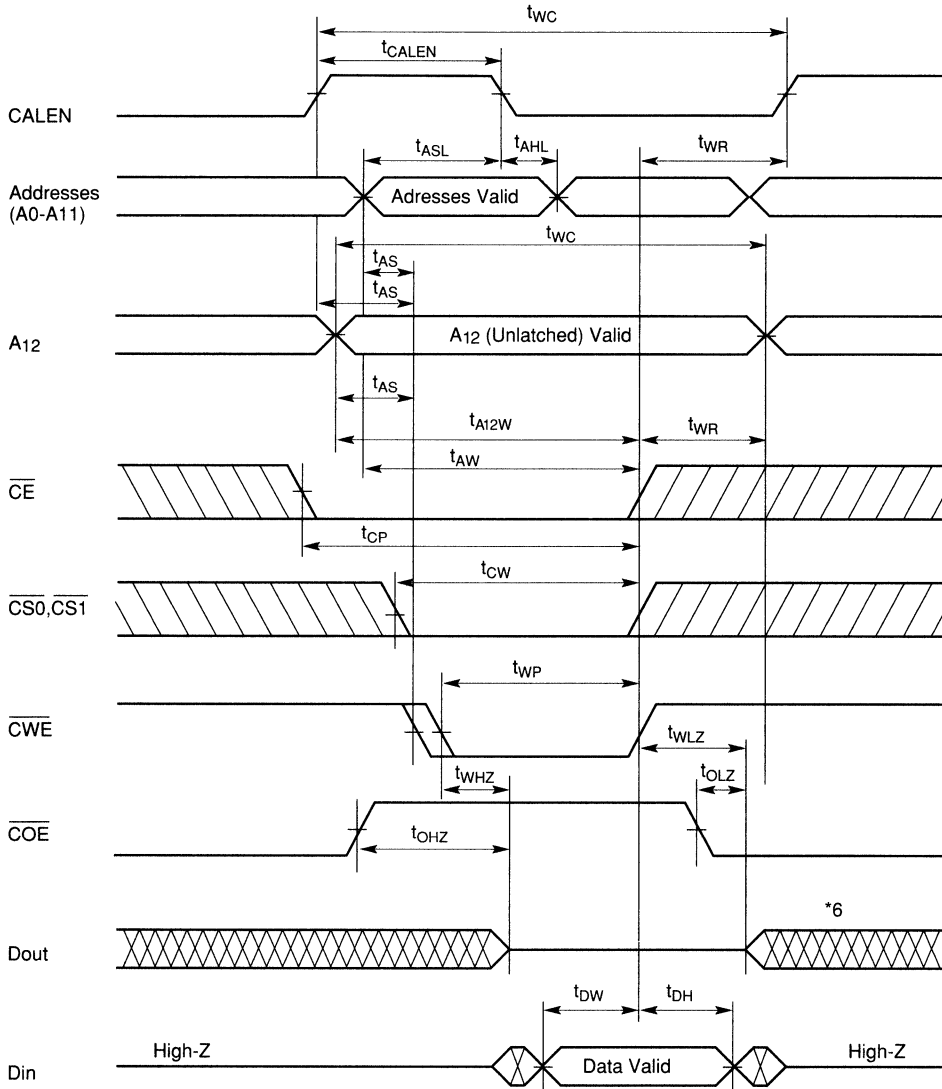 tWC
tCALEN
CALEN
tASL
tAHL
tWR
Addresses
(A0-A11)
Adresses Valid
tWC
tAS
tAS
A12
A12 (Unlatched) Valid
tAS
tA12W
tWR
tAW
CE
tCP
tCW
CS0,CS1
tWP
CWE
tWLZ
tWHZ
tOLZ
COE
tOHZ
*6
Dout
tDW
tDH
High-Z
Data Valid
High-Z
Din